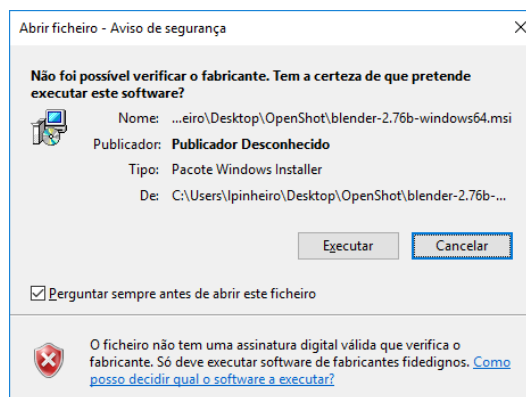 Abrir ficheiro - Aviso de segurança
Não foi possível verificar o fabricante. Tem a certeza de que pretende
executar este software?
Nome: ...eiro\Desktop\OpenShot\blender-2.76b-windows64.msi
Publicador: Publicador Desconhecido
Tipo: Pacote Windows Installer
De: C:\Users\lpinheiro\Desktop\OpenShot\blender-2.76b-...
Executar Cancelar
Perguntar sempre antes de abrir este ficheiro
O ficheiro não tem uma assinatura digital válida que verifica o
fabricante. Só deve executar software de fabricantes fidedignos. Como
posso decidir qual o software a executar?